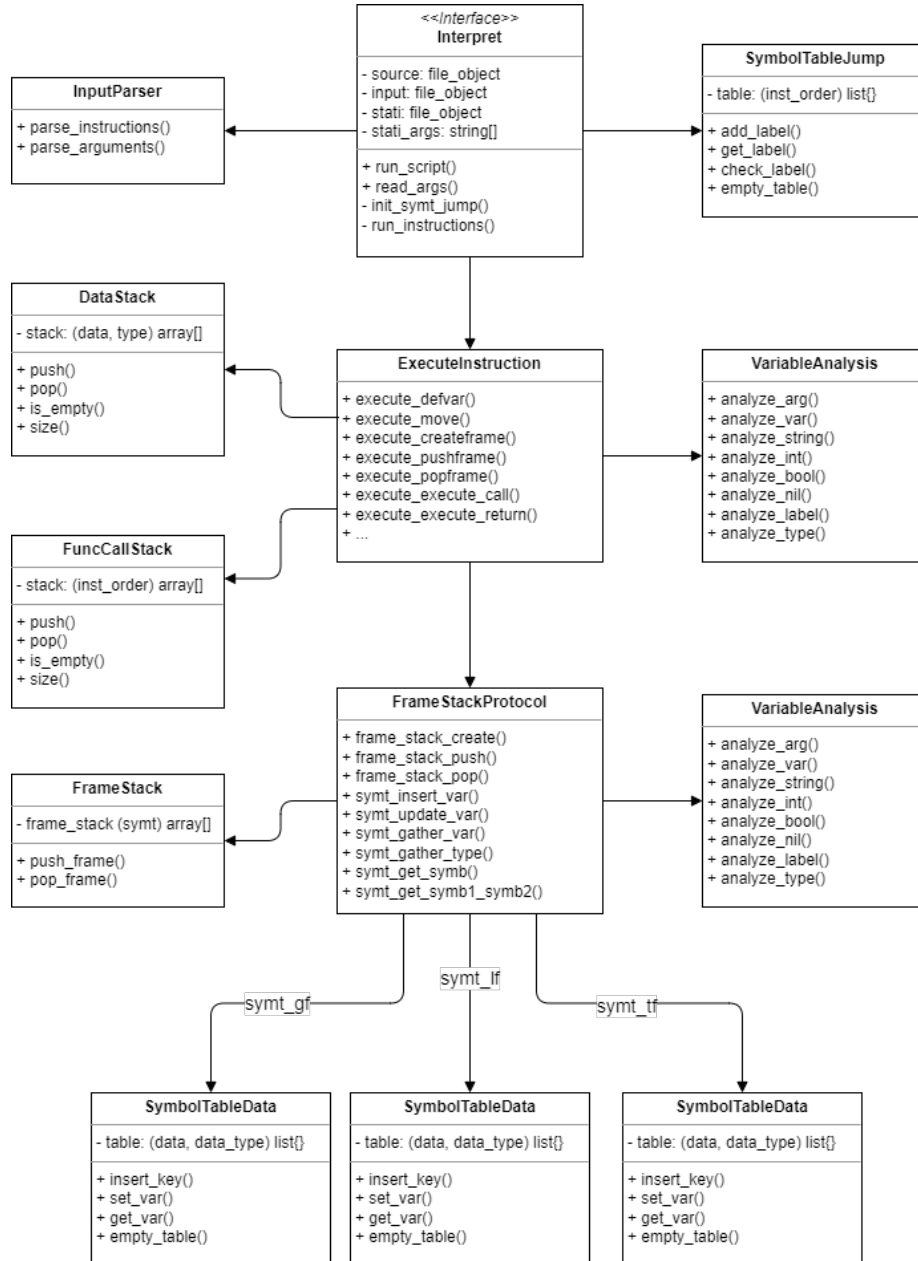 <<Interface>>
Interpret
- source: file_object
- input: file_object
- stati: file_object
- stati_args: string[]
+ run_script()
+ read_args()
- init_symt_jump()
- run_instructions()
InputParser
+ parse_instructions()
+ parse_arguments()
SymbolTableJump
- table: (inst_order) list{}
+ add_label()
+ get_label()
+ check_label()
+ empty_table()
DataStack
- stack: (data, type) array[]
+ push()
+ pop()
+ is_empty()
+ size()
ExecuteInstruction
+ execute_defvar()
+ execute_move()
+ execute_createframe()
+ execute_pushframe()
+ execute_popframe()
+ execute_execute_call()
+ execute_execute_return()
+ ...
VariableAnalysis
+ analyze_arg()
+ analyze_var()
+ analyze_string()
+ analyze_int()
+ analyze_bool()
+ analyze_nil()
+ analyze_label()
+ analyze_type()
FuncCallStack
- stack: (inst_order) array[]
+ push()
+ pop()
+ is_empty()
+ size()
FrameStackProtocol
+ frame_stack_create()
+ frame_stack_push()
+ frame_stack_pop()
+ symt_insert_var()
+ symt_update_var()
+ symt_gather_var()
+ symt_gather_type()
+ symt_get_symb()
+ symt_get_symb1_symb2()
VariableAnalysis
+ analyze_arg()
+ analyze_var()
+ analyze_string()
+ analyze_int()
+ analyze_bool()
+ analyze_nil()
+ analyze_label()
+ analyze_type()
FrameStack
- frame_stack (symt) array[]
+ push_frame()
+ pop_frame()
symt_gf
symt_lf
symt_tf
SymbolTableData
- table: (data, data_type) list{}
+ insert_key()
+ set_var()
+ get_var()
+ empty_table()
SymbolTableData
- table: (data, data_type) list{}
+ insert_key()
+ set_var()
+ get_var()
+ empty_table()
SymbolTableData
- table: (data, data_type) list{}
+ insert_key()
+ set_var()
+ get_var()
+ empty_table()